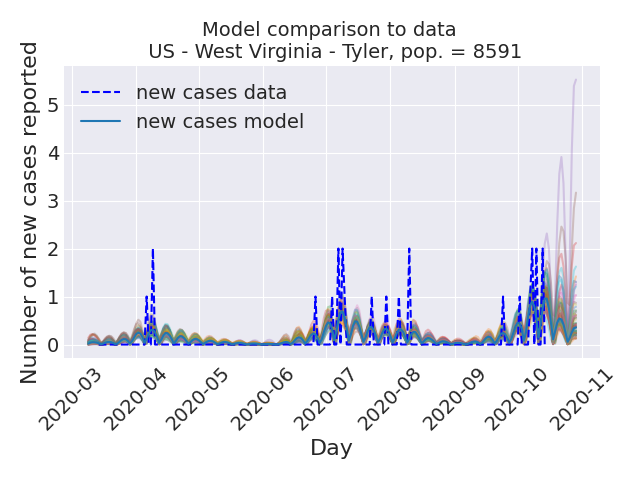 Model comparison to data
US - West Virginia - Tyler, pop. = 8591
Number of new cases reported
5
4
3
2
1
0
new cases data
new cases model
2020-03
2020-04
2020-05
2020-06
2020-07
2020-08
2020-09
2020-10
2020-11
Day